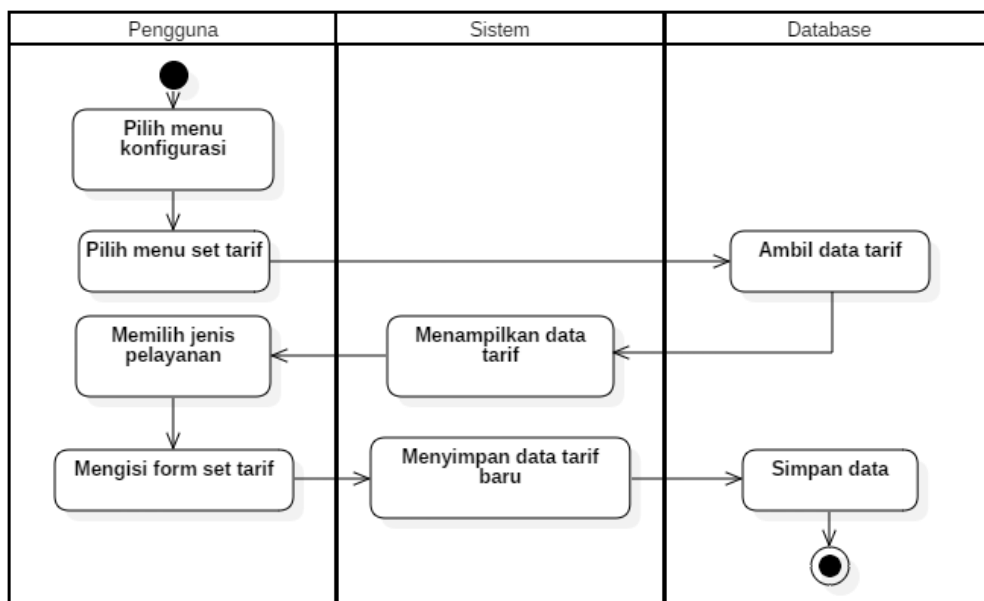 Pengguna
Sistem
Database
Pilih menu
konfigurasi
Pilih menu set tarif
Ambil data tarif
Menampilkan data
tarif
Memilih jenis
pelayanan
Mengisi form set tarif
Menyimpan data tarif
baru
Simpan data